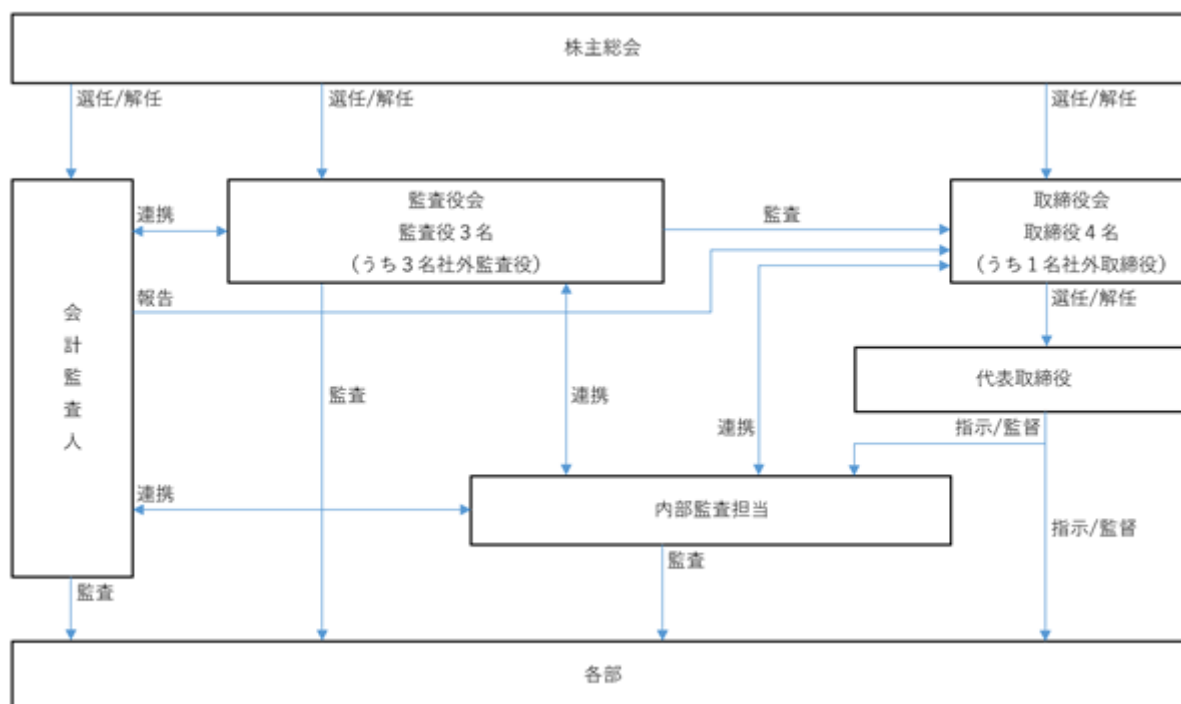 株主総会
選任/解任
選任/解任
選任/解任
監査役会
監査役3名
（うち3名社外監査役）
取締役会
取締役4名
（うち1名社外取締役）
連携
監査
報告
選任/解任
会計監査人
代表取締役
監査
連携
連携
指示/監督
連携
内部監査担当
指示/監督
監査
監査
各部